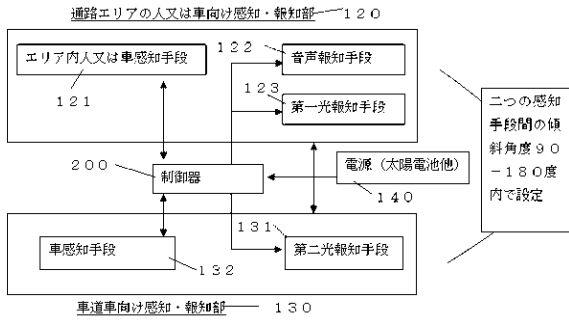 通路エリアの人又は車向け感知・報知部 120
エリア内人又は車感知手段
121
122
音声報知手段
123
第一光報知手段
二つの感知
手段間の傾
斜角度90
-180度
内で設定
200
制御器
電源(太陽電池他)
140
131
車感知手段
132
第二光報知手段
車道車向け感知・報知部 130